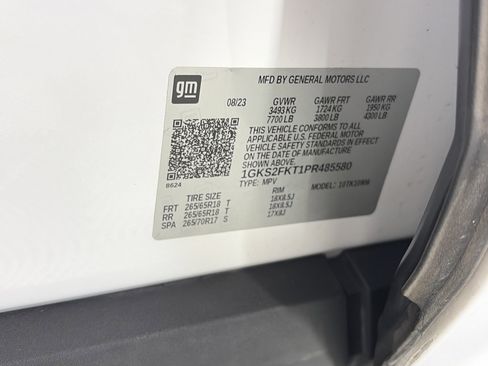 gm
MFD BY GENERAL MOTORS LLC
08/23 GVWR GAWR FRT GAWR RR
3493 KG 1724 KG 1950 KG
7700 LB 3800 LB 4300 LB
THIS VEHICLE CONFORMS TO ALL
APPLICABLE U.S. FEDERAL MOTOR
VEHICLE SAFETY STANDARDS IN
EFFECT ON THE DATE OF MANUFACTURE
SHOWN ABOVE.
1GKS2FKT1PR485580
TYPE: MPV MODEL:
B624
TIRE SIZE RIM
FRT 265/65R18 T 18X8.5J
RR 265/65R18 T 18X8.5J
SPA 265/70R17 S 17X8J